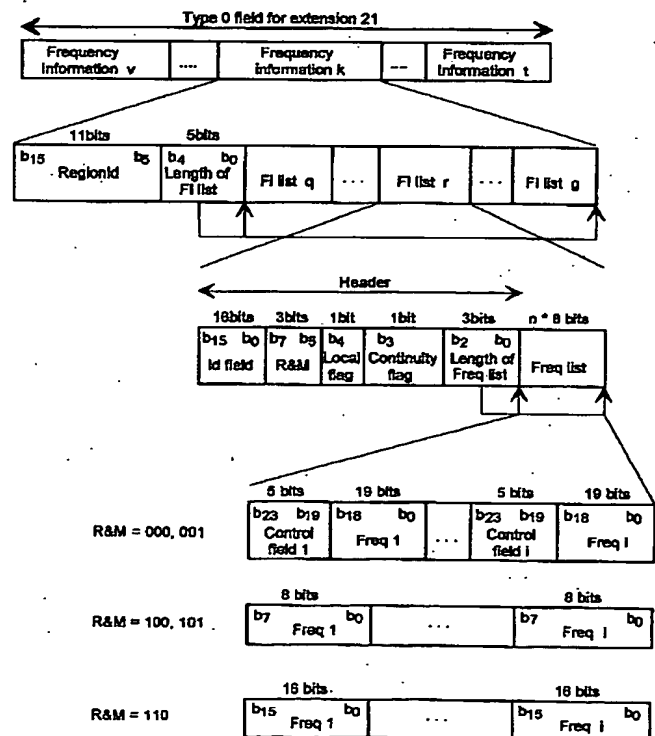 Type 0 field for extension 21
Frequency information v .... Frequency information k --- Frequency information t
11bits 5bits
b15 b5 RegionId b4 b0 Length of FI list FI list q ... FI list r ... FI list g
Header
16bits 3bits 1bit 1bit 3bits n * 8 bits
b15 b0 Id field b7 b5 R&M b4 Local flag b3 Continuity flag b2 b0 Length of Freq list Freq list
5 bits 19 bits 5 bits 19 bits
R&M = 000, 001 b23 b19 Control field 1 b18 b0 Freq 1 ... b23 b19 Control field i b18 b0 Freq i
8 bits 8 bits
R&M = 100, 101 b7 b0 Freq 1 ... b7 b0 Freq i
16 bits. 16 bits
R&M = 110 b15 b0 Freq 1 ... b15 b0 Freq i